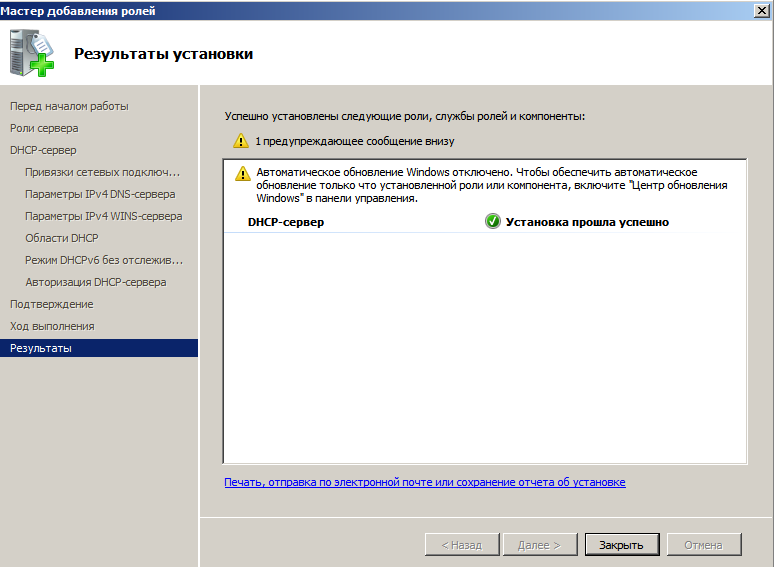 Мастер добавления ролей
Результаты установки
Перед началом работы
Роли сервера
DHCP-сервер
Привязки сетевых подключ...
Параметры IPv4 DNS-сервера
Параметры IPv4 WINS-сервера
Области DHCP
Режим DHCPv6 без отслежив...
Авторизация DHCP-сервера
Подтверждение
Ход выполнения
Результаты
Успешно установлены следующие роли, службы ролей и компоненты:
1 предупреждающее сообщение внизу
Автоматическое обновление Windows отключено. Чтобы обеспечить автоматическое
обновление только что установленной роли или компонента, включите "Центр обновления
Windows" в панели управления.
DHCP-сервер Установка прошла успешно
Печать, отправка по электронной почте или сохранение отчета об установке
< Назад Далее > Закрыть Отмена